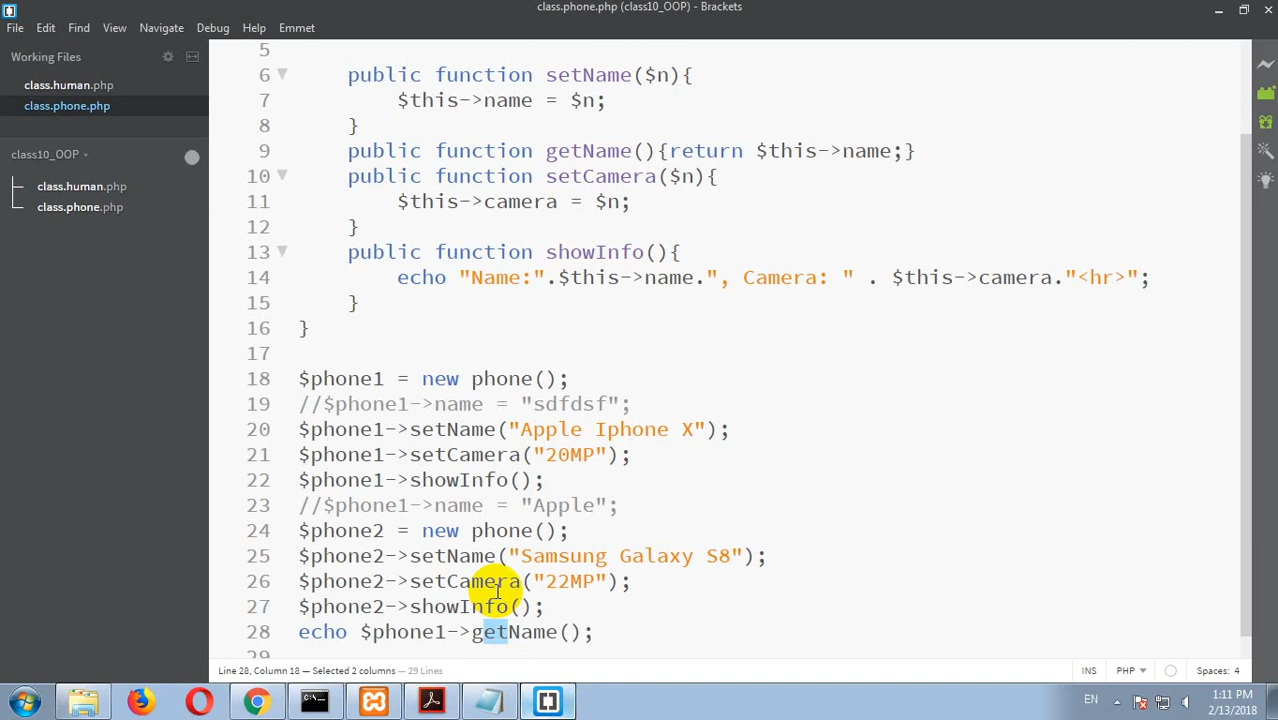 class.phone.php (class10_OOP) - Brackets
File Edit Find View Navigate Debug Help Emmet
Working Files
class.human.php
class.phone.php
class10_OOP
class.human.php
class.phone.php
5
6 public function setName($n){
7 $this->name = $n;
8 }
9 public function getName(){return $this->name;}
10 public function setCamera($n){
11 $this->camera = $n;
12 }
13 public function showInfo(){
14 echo "Name:".$this->name.", Camera: " . $this->camera."<hr>";
15 }
16 }
17
18 $phone1 = new phone();
19 //$phone1->name = "sdfdsf";
20 $phone1->setName("Apple Iphone X");
21 $phone1->setCamera("20MP");
22 $phone1->showInfo();
23 //$phone1->name = "Apple";
24 $phone2 = new phone();
25 $phone2->setName("Samsung Galaxy S8");
26 $phone2->setCamera("22MP");
27 $phone2->showInfo();
28 echo $phone1->getName();
29
Line 28, Column 18 — Selected 2 columns — 29 Lines
INS PHP Spaces: 4
EN 1:11 PM
2/13/2018